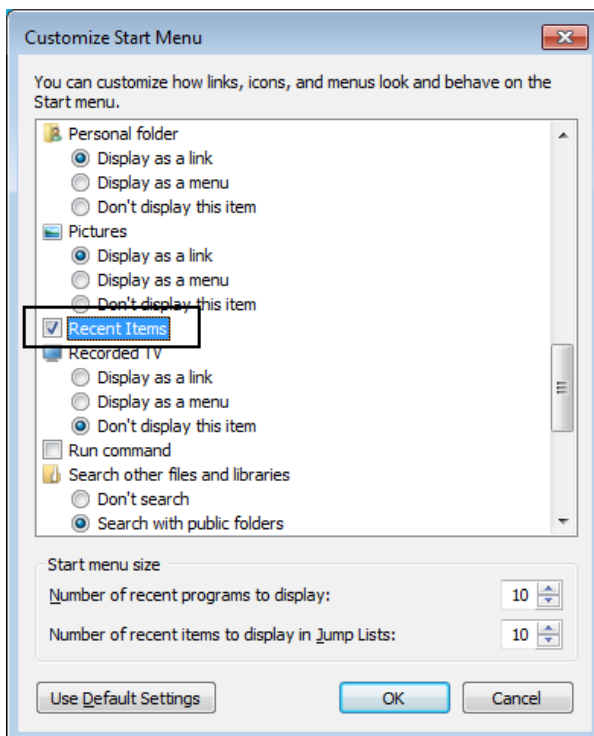 Customize Start Menu
You can customize how links, icons, and menus look and behave on the
Start menu.
Personal folder
Display as a link
Display as a menu
Don't display this item
Pictures
Display as a link
Display as a menu
Don't display this item
Recent Items
Recorded TV
Display as a link
Display as a menu
Don't display this item
Run command
Search other files and libraries
Don't search
Search with public folders
Start menu size
Number of recent programs to display: 10
Number of recent items to display in Jump Lists: 10
Use Default Settings OK Cancel